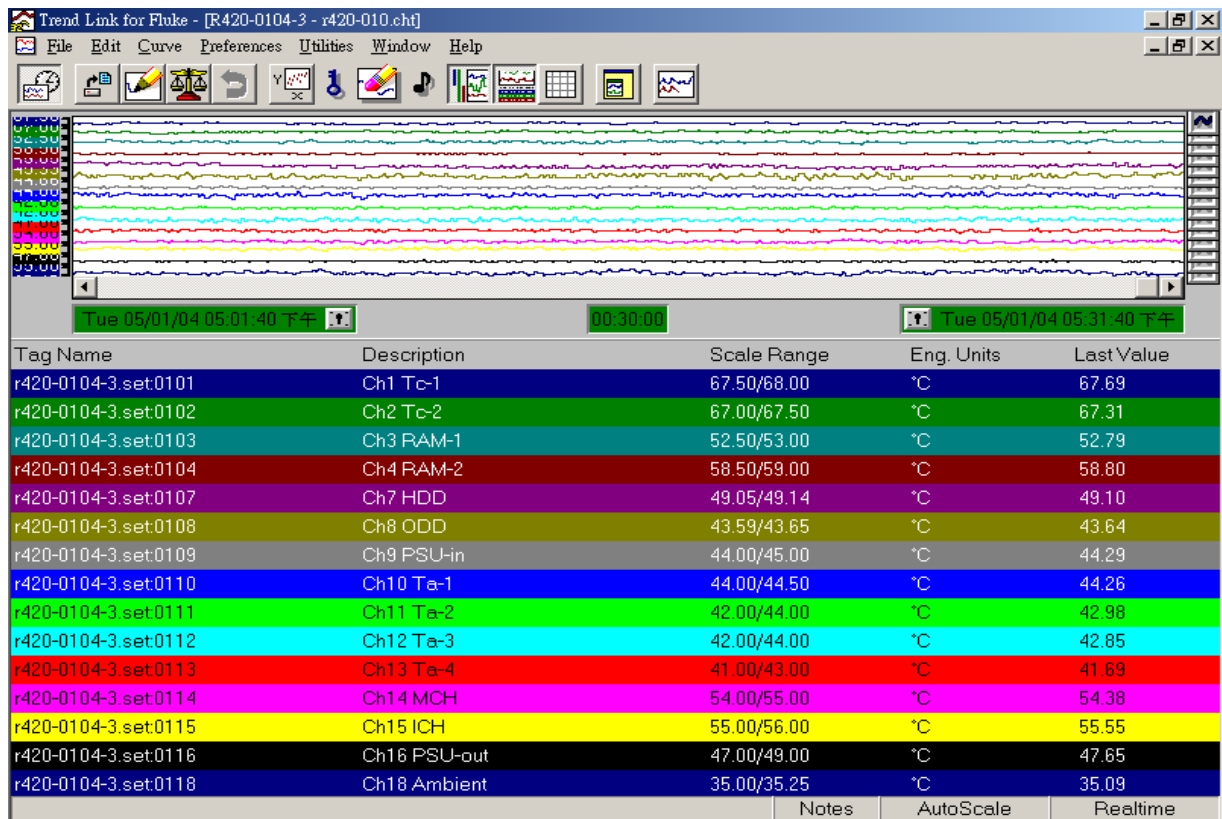 Trend Link for Fluke - [R420-0104-3 - r420-010.cht]
File Edit Curve Preferences Utilities Window Help
Tue 05/01/04 05:01:40 下午 00:30:00 Tue 05/01/04 05:31:40 下午
Tag Name Description Scale Range Eng. Units Last Value
r420-0104-3.set:0101 Ch1 Tc-1 67.50/68.00 °C 67.69
r420-0104-3.set:0102 Ch2 Tc-2 67.00/67.50 °C 67.31
r420-0104-3.set:0103 Ch3 RAM-1 52.50/53.00 °C 52.79
r420-0104-3.set:0104 Ch4 RAM-2 58.50/59.00 °C 58.80
r420-0104-3.set:0107 Ch7 HDD 49.05/49.14 °C 49.10
r420-0104-3.set:0108 Ch8 ODD 43.59/43.65 °C 43.64
r420-0104-3.set:0109 Ch9 PSU-in 44.00/45.00 °C 44.29
r420-0104-3.set:0110 Ch10 Ta-1 44.00/44.50 °C 44.26
r420-0104-3.set:0111 Ch11 Ta-2 42.00/44.00 °C 42.98
r420-0104-3.set:0112 Ch12 Ta-3 42.00/44.00 °C 42.85
r420-0104-3.set:0113 Ch13 Ta-4 41.00/43.00 °C 41.69
r420-0104-3.set:0114 Ch14 MCH 54.00/55.00 °C 54.38
r420-0104-3.set:0115 Ch15 ICH 55.00/56.00 °C 55.55
r420-0104-3.set:0116 Ch16 PSU-out 47.00/49.00 °C 47.65
r420-0104-3.set:0118 Ch18 Ambient 35.00/35.25 °C 35.09
Notes AutoScale Realtime